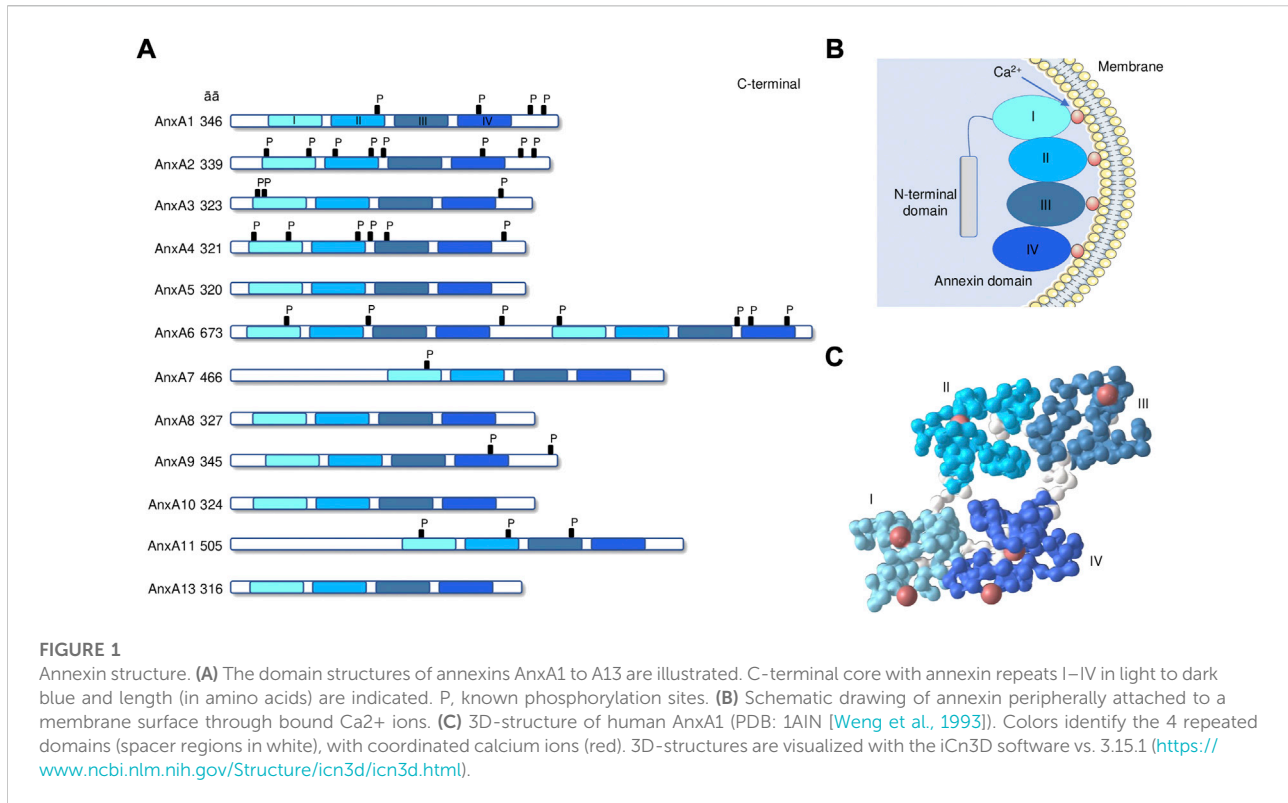 A
C-terminal
āā
P P P P
AnxA1 346 I II III IV
P P P P P P P P
AnxA2 339
PP P
AnxA3 323
P P P P P P
AnxA4 321
AnxA5 320
P P P P P P P
AnxA6 673
P
AnxA7 466
AnxA8 327
P P
AnxA9 345
AnxA10 324
P P P
AnxA11 505
AnxA13 316
B
Membrane
Ca2+
I
II
N-terminal
domain
III
IV
Annexin domain
C
II
III
I
IV
FIGURE 1
Annexin structure. (A) The domain structures of annexins AnxA1 to A13 are illustrated. C-terminal core with annexin repeats I–IV in light to dark
blue and length (in amino acids) are indicated. P, known phosphorylation sites. (B) Schematic drawing of annexin peripherally attached to a
membrane surface through bound Ca2+ ions. (C) 3D-structure of human AnxA1 (PDB: 1AIN [Weng et al., 1993]). Colors identify the 4 repeated
domains (spacer regions in white), with coordinated calcium ions (red). 3D-structures are visualized with the iCn3D software vs. 3.15.1 (https://
www.ncbi.nlm.nih.gov/Structure/icn3d/icn3d.html).